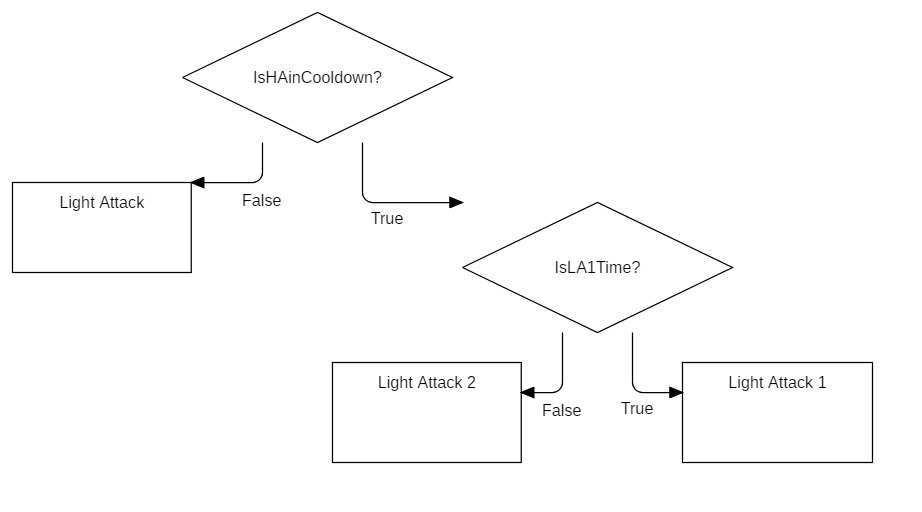 IsHAinCooldown?
Light Attack
False
True
IsLA1Time?
Light Attack 2
False
True
Light Attack 1